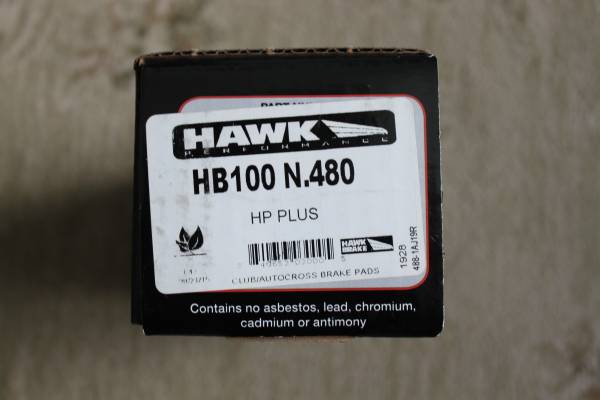 HAWK
PERFORMANCE
HB100 N.480
HP PLUS
HAWK
BRAKE
CLUB/AUTOCROSS BRAKE PADS
1928
488-1AJ19R
Contains no asbestos, lead, chromium,
cadmium or antimony